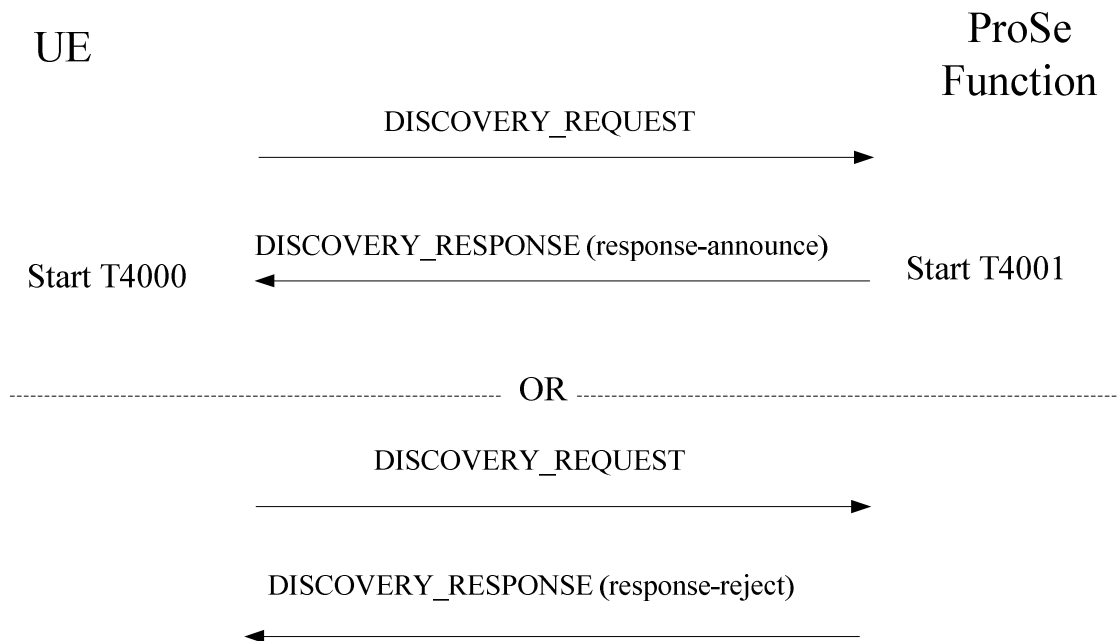 UE
ProSe
Function
DISCOVERY_REQUEST
DISCOVERY_RESPONSE (response-announce)
Start T4000
Start T4001
OR
DISCOVERY_REQUEST
DISCOVERY_RESPONSE (response-reject)